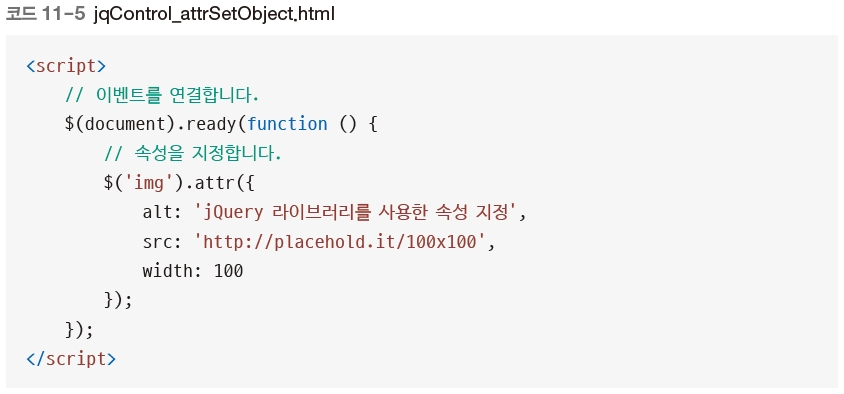 코드 11-5 jqControl_attrSetObject.html
<script>
// 이벤트를 연결합니다.
$(document).ready(function () {
// 속성을 지정합니다.
$('img').attr({
alt: 'jQuery 라이브러리를 사용한 속성 지정',
src: 'http://placehold.it/100x100',
width: 100
});
});
</script>